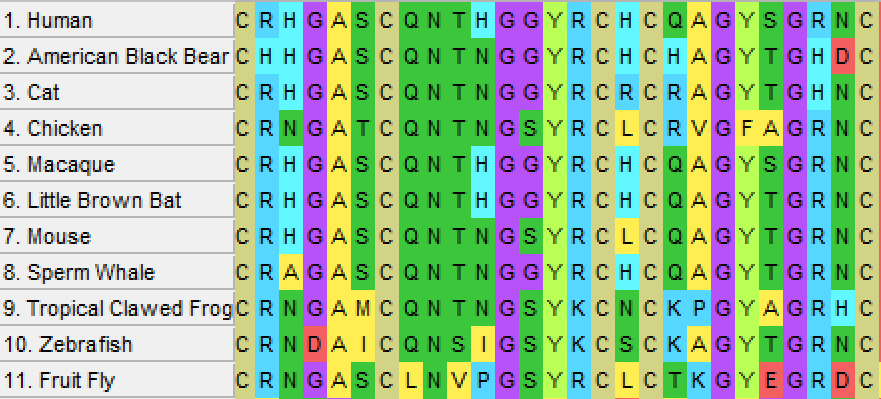 1. Human C R H G A S C Q N T H G G Y R C H C Q A G Y S G R N C
2. American Black Bear C H H G A S C Q N T N G G Y R C H C H A G Y T G H D C
3. Cat C R H G A S C Q N T N G G Y R C R C R A G Y T G H N C
4. Chicken C R N G A T C Q N T N G S Y R C L C R V G F A G R N C
5. Macaque C R H G A S C Q N T H G G Y R C H C Q A G Y S G R N C
6. Little Brown Bat C R H G A S C Q N T H G G Y R C H C Q A G Y T G R N C
7. Mouse C R H G A S C Q N T N G S Y R C L C Q A G Y T G R N C
8. Sperm Whale C R A G A S C Q N T N G G Y R C H C Q A G Y T G R N C
9. Tropical Clawed Frog C R N G A M C Q N T N G S Y K C N C K P G Y A G R H C
10. Zebrafish C R N D A I C Q N S I G S Y K C S C K A G Y T G R N C
11. Fruit Fly C R N G A S C L N V P G S Y R C L C T K G Y E G R D C